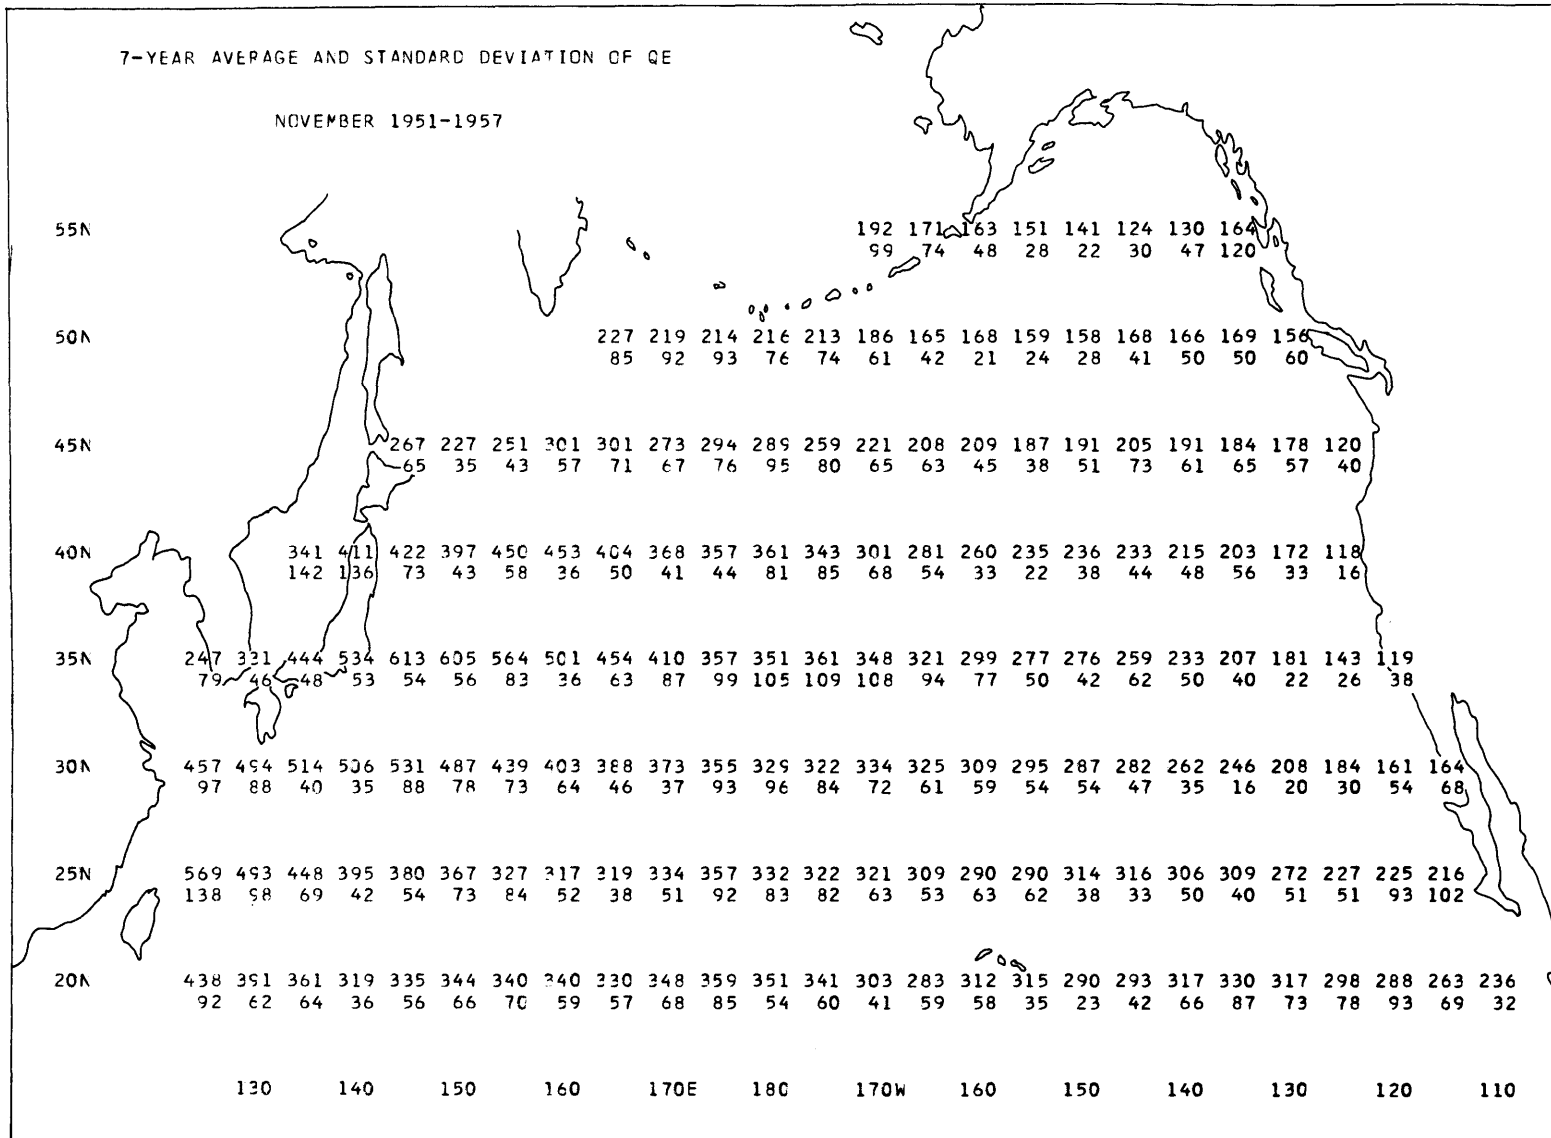 7-YEAR AVERAGE AND STANDARD DEVIATION OF QE
NOVEMBER 1951-1957
55N 192 171 163 151 141 124 130 164
99 74 48 28 22 30 47 120
50N 227 219 214 216 213 186 165 168 159 158 168 166 169 156
85 92 93 76 74 61 42 21 24 28 41 50 50 60
45N 267 227 251 301 301 273 294 289 259 221 208 209 187 191 205 191 184 178 120
65 35 43 57 71 67 76 95 80 65 63 45 38 51 73 61 65 57 40
40N 341 411 422 397 450 453 404 368 357 361 343 301 281 260 235 236 233 215 203 172 118
142 136 73 43 58 36 50 41 44 81 85 68 54 33 22 38 44 48 56 33 16
35N 247 331 444 534 613 605 564 501 454 410 357 351 361 348 321 299 277 276 259 233 207 181 143 119
79 46 48 53 54 56 83 36 63 87 99 105 109 108 94 77 50 42 62 50 40 22 26 38
30N 457 494 514 506 531 487 439 403 388 373 355 329 322 334 325 309 295 287 282 262 246 208 184 161 164
97 88 40 35 88 78 73 64 46 37 93 96 84 72 61 59 54 54 47 35 16 20 30 54 68
25N 569 493 448 395 380 367 327 317 319 334 357 332 322 321 309 290 290 314 316 306 309 272 227 225 216
138 98 69 42 54 73 84 52 38 51 92 83 82 63 53 63 62 38 33 50 40 51 51 93 102
20N 438 391 361 319 335 344 340 340 330 348 359 351 341 303 283 312 315 290 293 317 330 317 298 288 263 236
92 62 64 36 56 66 70 59 57 68 85 54 60 41 59 58 35 23 42 66 87 73 78 93 69 32
130 140 150 160 170E 180 170W 160 150 140 130 120 110